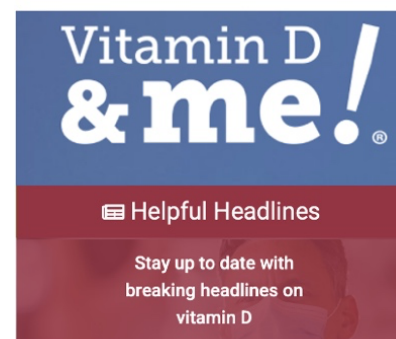 Vitamin D
& me!®
Helpful Headlines
Stay up to date with
breaking headlines on
vitamin D